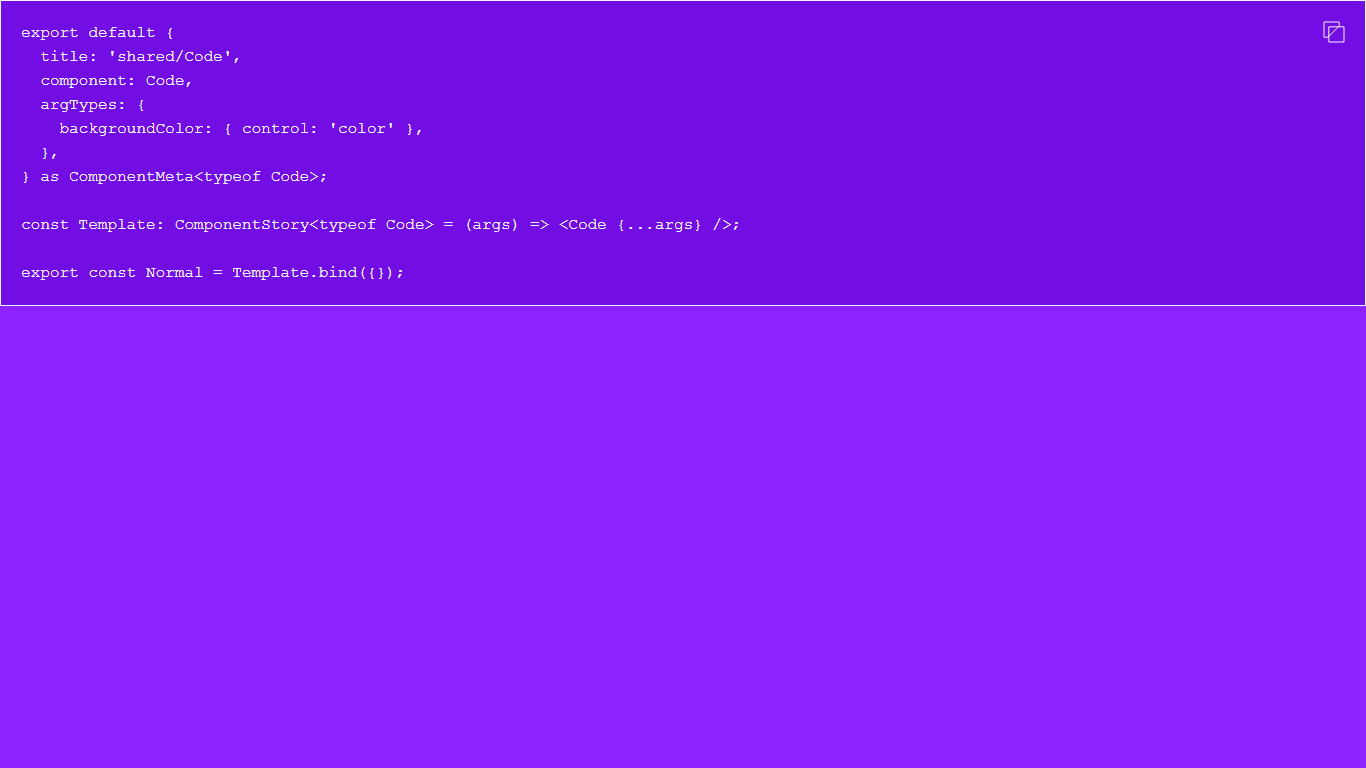 export default {
  title: 'shared/Code',
  component: Code,
  argTypes: {
    backgroundColor: { control: 'color' },
  },
} as ComponentMeta<typeof Code>;

const Template: ComponentStory<typeof Code> = (args) => <Code {...args} />;

export const Normal = Template.bind({});